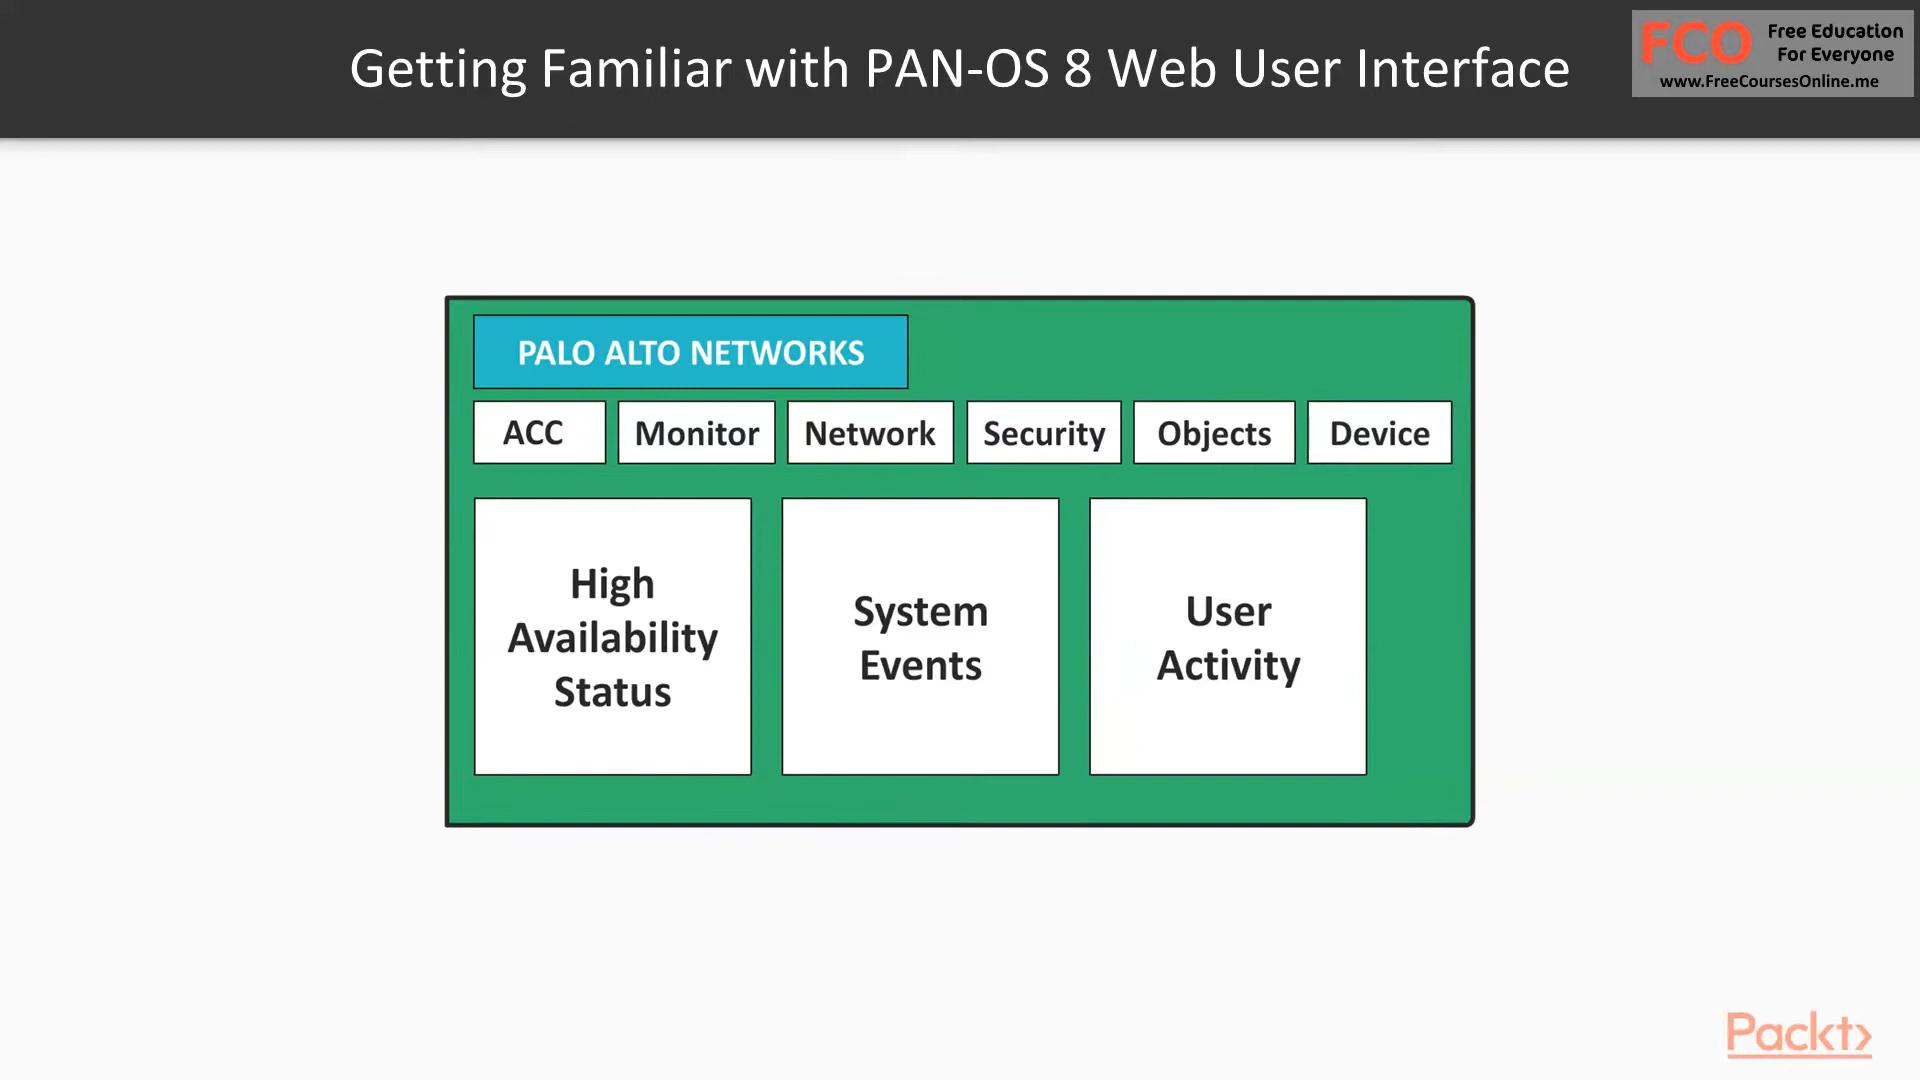 Getting Familiar with PAN-OS 8 Web User Interface
FCO
Free Education
For Everyone
www.FreeCoursesOnline.me
PALO ALTO NETWORKS
ACC
Monitor
Network
Security
Objects
Device
High
Availability
Status
System
Events
User
Activity
Packt>